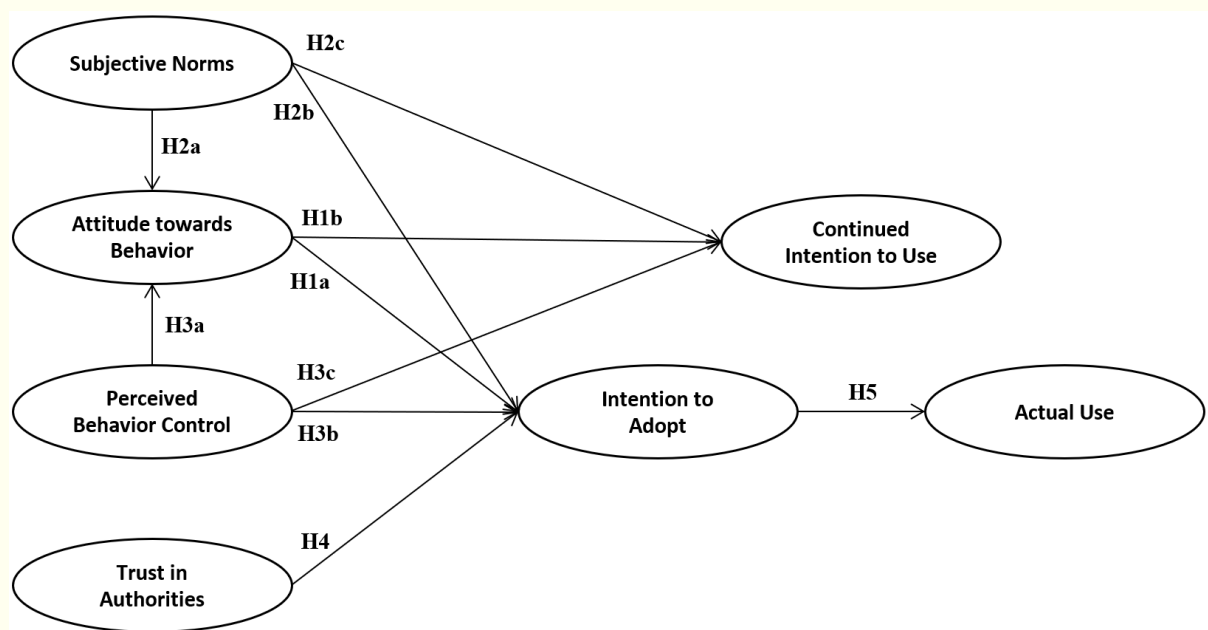 Subjective Norms
H2c
H2b
H2a
Attitude towards
Behavior
H1b
H1a
Continued
Intention to Use
H3a
Perceived
Behavior Control
H3c
H3b
Intention to
Adopt
H5
Actual Use
H4
Trust in
Authorities